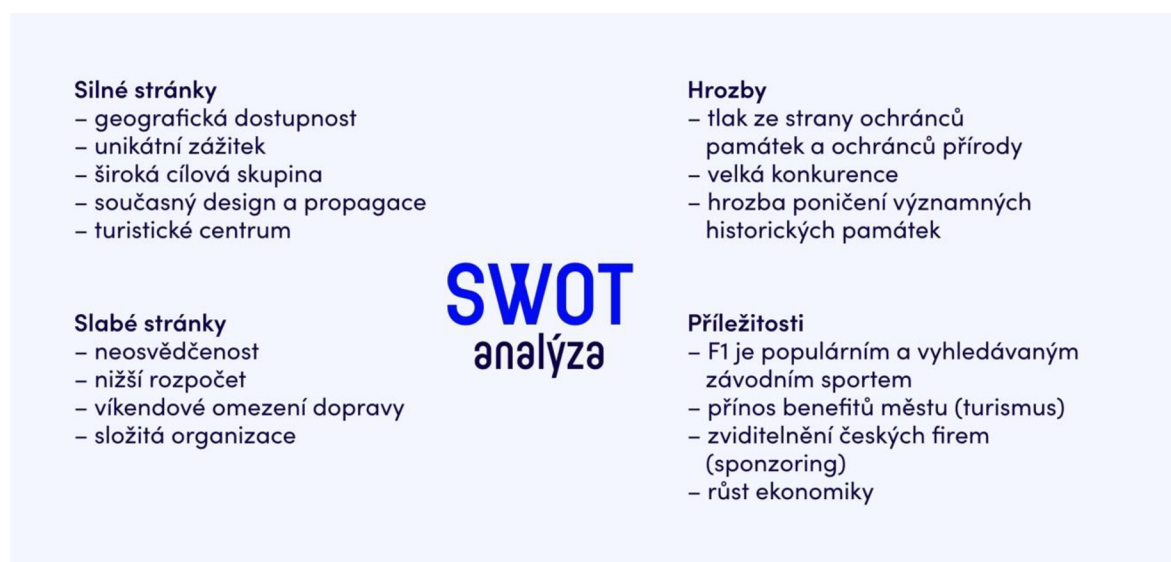 Silné stránky
– geografická dostupnost
– unikátní zážitek
– široká cílová skupina
– současný design a propagace
– turistické centrum
Hrozby
– tlak ze strany ochránců
památek a ochránců přírody
– velká konkurence
– hrozba poničení významných
historických památek
SWOT
analýza
Slabé stránky
– neosvědčenost
– nižší rozpočet
– víkendové omezení dopravy
– složitá organizace
Příležitosti
– F1 je populárním a vyhledávaným
závodním sportem
– přínos benefitů městu (turismus)
– zviditelnění českých firem
(sponzoring)
– růst ekonomiky